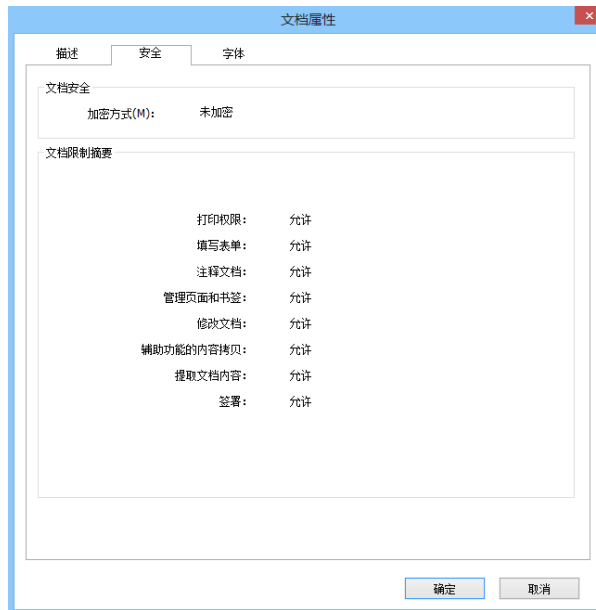 文档属性
描述 安全 字体
文档安全
加密方式(M): 未加密
文档限制摘要
打印权限: 允许
填写表单: 允许
注释文档: 允许
管理页面和书签: 允许
修改文档: 允许
辅助功能的内容拷贝: 允许
提取文档内容: 允许
签署: 允许
确定 取消